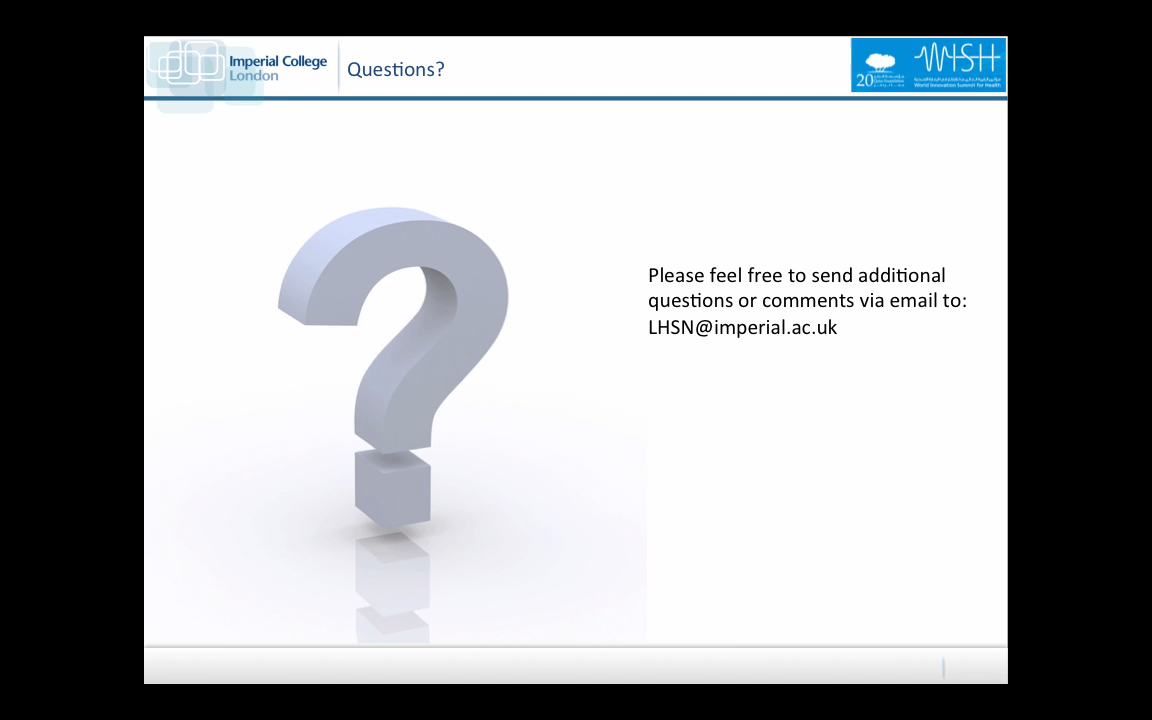 Imperial College
London
Questions?
20
WISH
World Innovation Summit for Health
Please feel free to send additional
questions or comments via email to:
LHSN@imperial.ac.uk